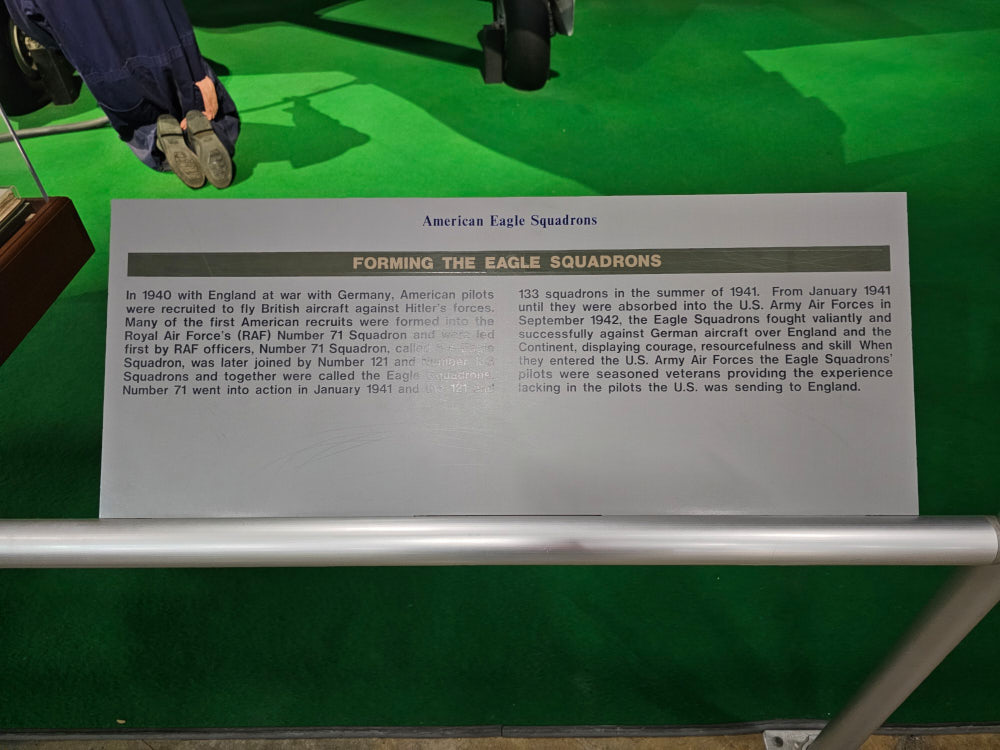 American Eagle Squadrons
FORMING THE EAGLE SQUADRONS
In 1940 with England at war with Germany, American pilots
were recruited to fly British aircraft against Hitler's forces.
Many of the first American recruits were formed into the
Royal Air Force's (RAF) Number 71 Squadron and were led
first by RAF officers, Number 71 Squadron, called
Squadron, was later joined by Number 121 and Number 133
Squadrons and together were called the Eagle Squadrons.
Number 71 went into action in January 1941 and the 121 and
133 squadrons in the summer of 1941. From January 1941
until they were absorbed into the U.S. Army Air Forces in
September 1942, the Eagle Squadrons fought valiantly and
successfully against German aircraft over England and the
Continent, displaying courage, resourcefulness and skill When
they entered the U.S. Army Air Forces the Eagle Squadrons'
pilots were seasoned veterans providing the experience
lacking in the pilots the U.S. was sending to England.